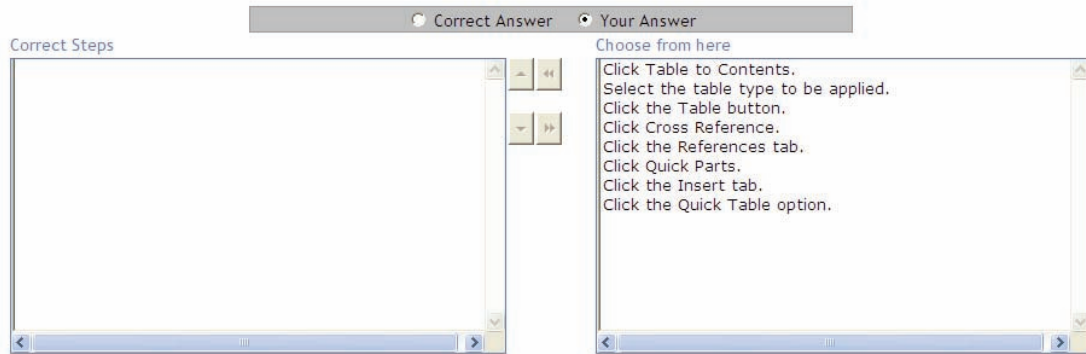 Correct Answer Your Answer
Correct Steps
Choose from here
Click Table to Contents.
Select the table type to be applied.
Click the Table button.
Click Cross Reference.
Click the References tab.
Click Quick Parts.
Click the Insert tab.
Click the Quick Table option.